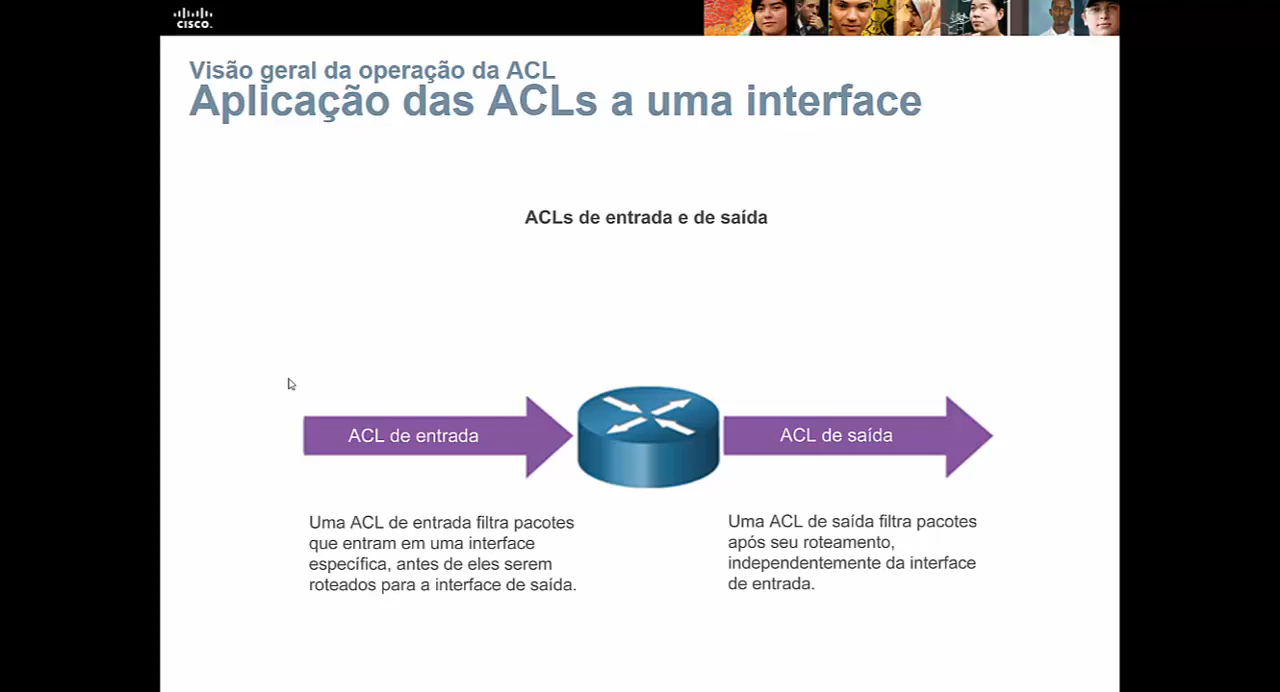 CISCO.
Visão geral da operação da ACL
Aplicação das ACLs a uma interface
ACLs de entrada e de saída
ACL de entrada
ACL de saída
Uma ACL de entrada filtra pacotes
que entram em uma interface
específica, antes de eles serem
roteados para a interface de saída.
Uma ACL de saída filtra pacotes
após seu roteamento,
independentemente da interface
de entrada.